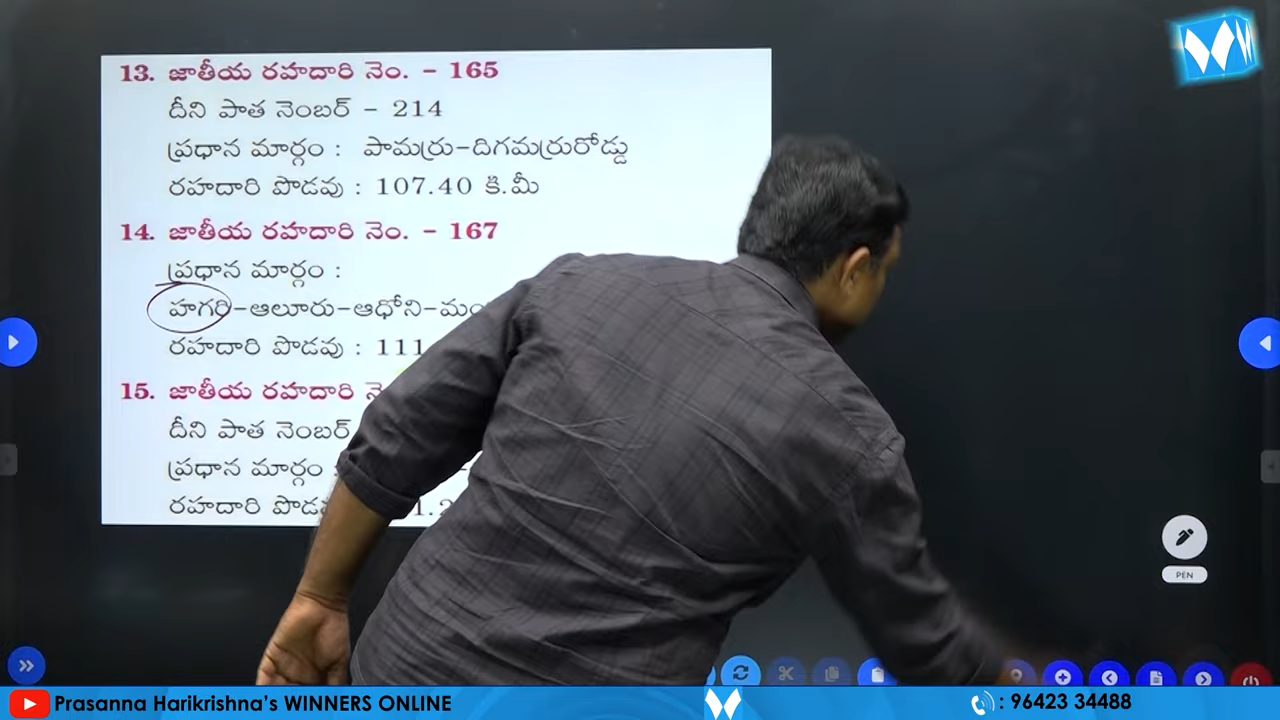 13. జాతీయ రహదారి నెం. - 165
దీని పాత నెంబర్ - 214
ప్రధాన మార్గం : పామర్రు-దిగమర్రురోడ్డు
రహదారి పొడవు : 107.40 కి.మీ
14. జాతీయ రహదారి నెం. - 167
ప్రధాన మార్గం :
హగరి-ఆలూరు-ఆధోని-మం
రహదారి పొడవు : 111
15. జాతీయ రహదారి
దీని పాత నెంబర్
ప్రధాన మార్గం :
రహదారి
PEN
Prasanna Harikrishna's WINNERS ONLINE
: 96423 34488